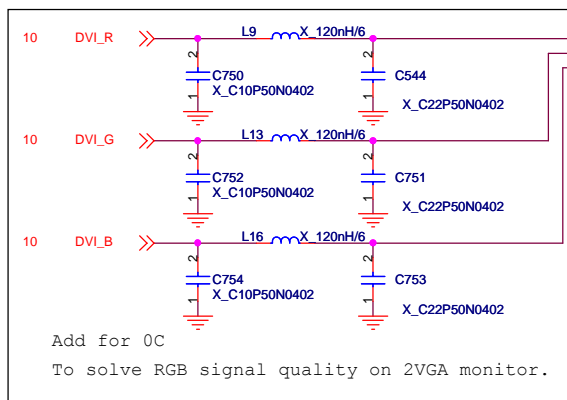 10 DVI_R L9 X_120nH/6
2 2
C750 C544
1 X_C10P50N0402 1 X_C22P50N0402
10 DVI_G L13 X_120nH/6
2 2
C752 C751
1 X_C10P50N0402 1 X_C22P50N0402
10 DVI_B L16 X_120nH/6
2 2
C754 C753
1 X_C10P50N0402 1 X_C22P50N0402
Add for 0C
To solve RGB signal quality on 2VGA monitor.